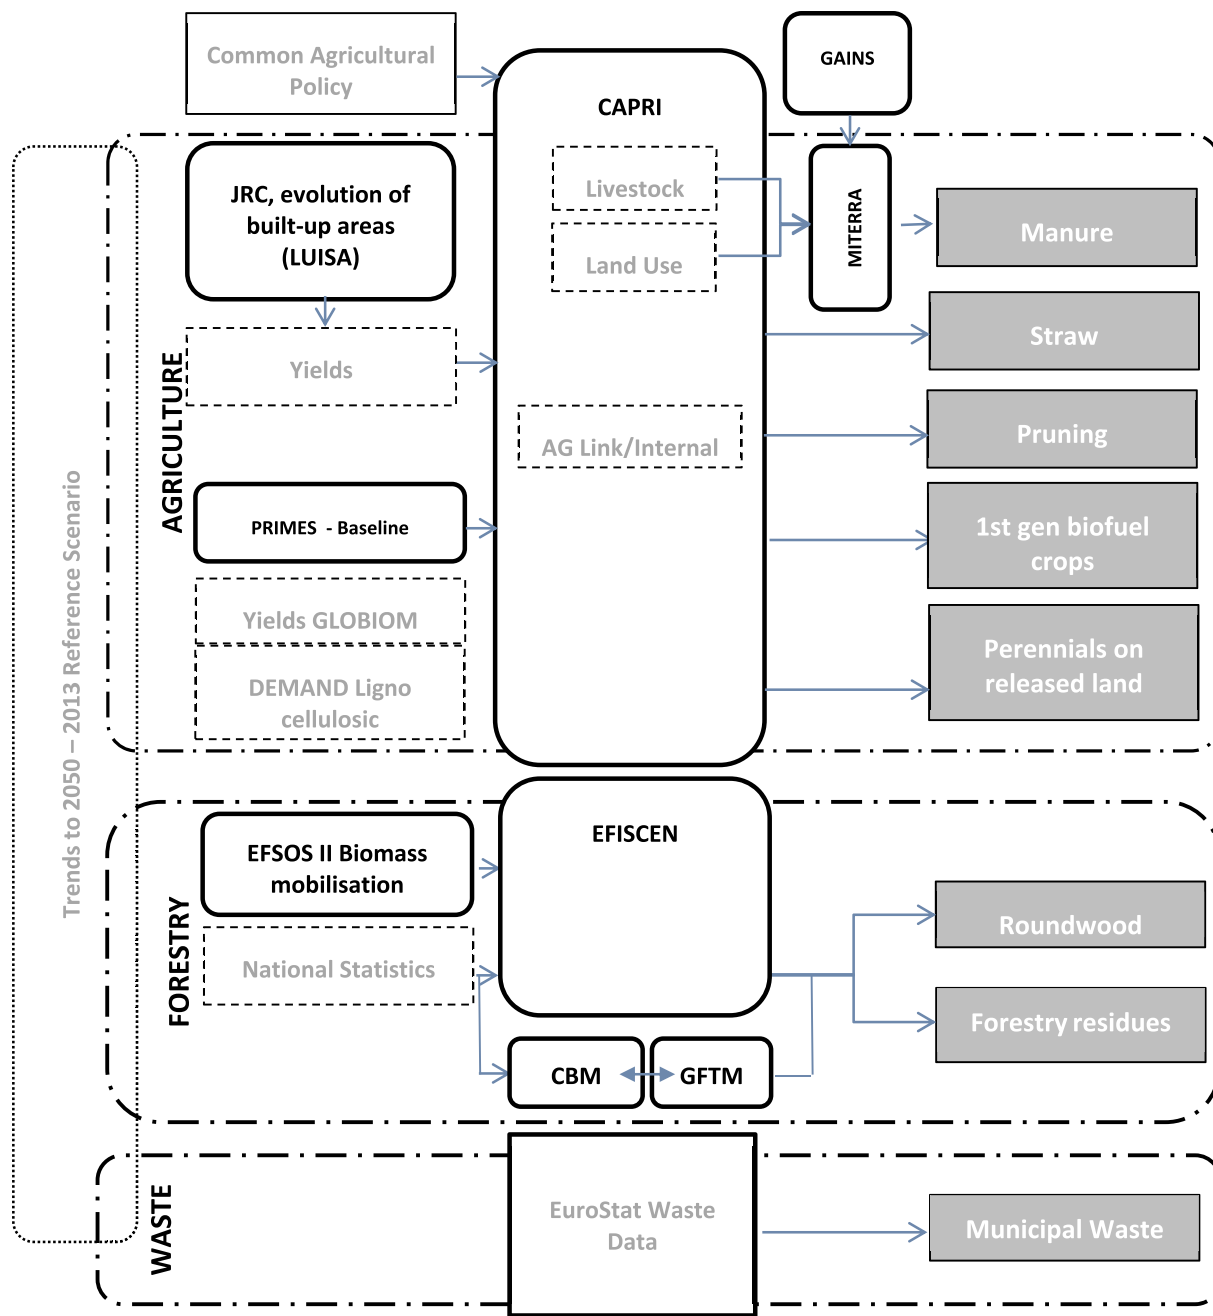 Common Agricultural
Policy
CAPRI
GAINS
Trends to 2050 – 2013 Reference Scenario
AGRICULTURE
JRC, evolution of
built-up areas
(LUISA)
Yields
PRIMES - Baseline
Yields GLOBIOM
DEMAND Ligno
cellulosic
Livestock
Land Use
AG Link/Internal
MITERRA
Manure
Straw
Pruning
1st gen biofuel
crops
Perennials on
released land
FORESTRY
EFSOS II Biomass
mobilisation
National Statistics
EFISCEN
CBM
GFTM
Roundwood
Forestry residues
WASTE
EuroStat Waste
Data
Municipal Waste